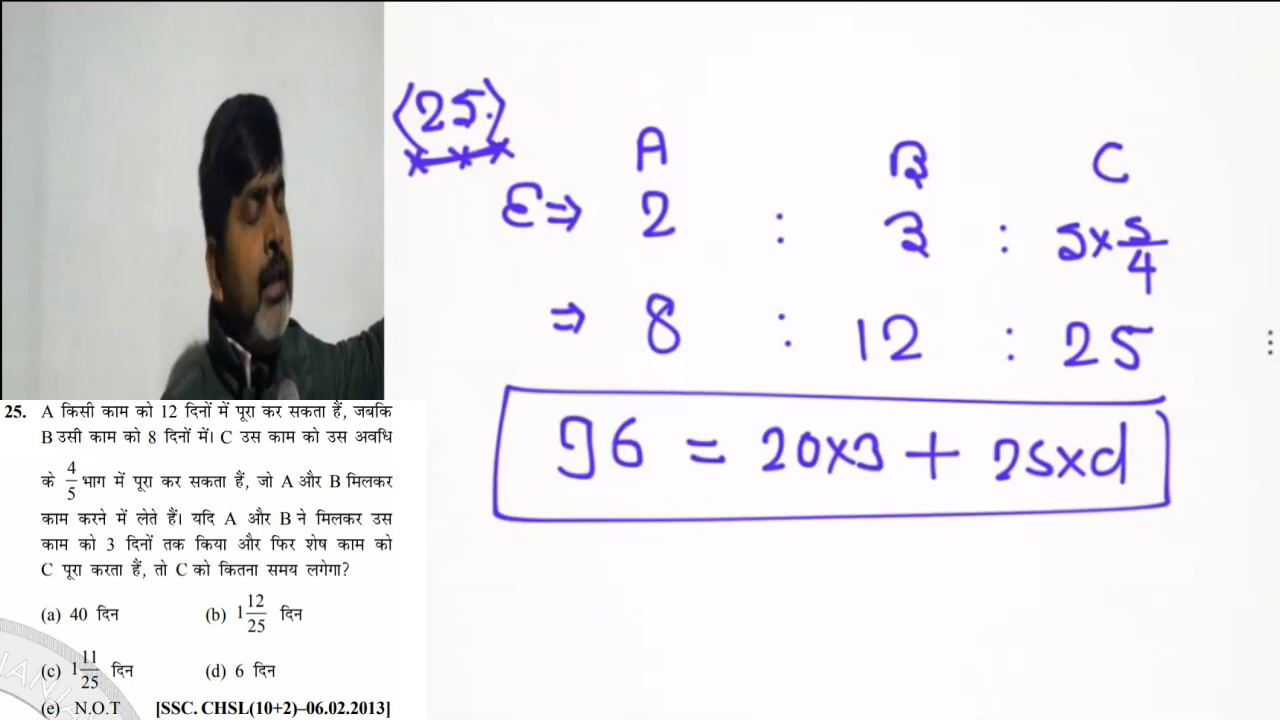 <25.>
A B C
E ⇒ 2 : 3 : 5×5/4
⇒ 8 : 12 : 25
96 = 20×3 + 25×d
25. A किसी काम को 12 दिनों में पूरा कर सकता हैं, जबकि
B उसी काम को 8 दिनों में। C उस काम को उस अवधि
के 4/5 भाग में पूरा कर सकता हैं, जो A और B मिलकर
काम करने में लेते हैं। यदि A और B ने मिलकर उस
काम को 3 दिनों तक किया और फिर शेष काम को
C पूरा करता हैं, तो C को कितना समय लगेगा?
(a) 40 दिन (b) 1 12/25 दिन
(c) 1 11/25 दिन (d) 6 दिन
(e) N.O.T [SSC. CHSL(10+2)–06.02.2013]